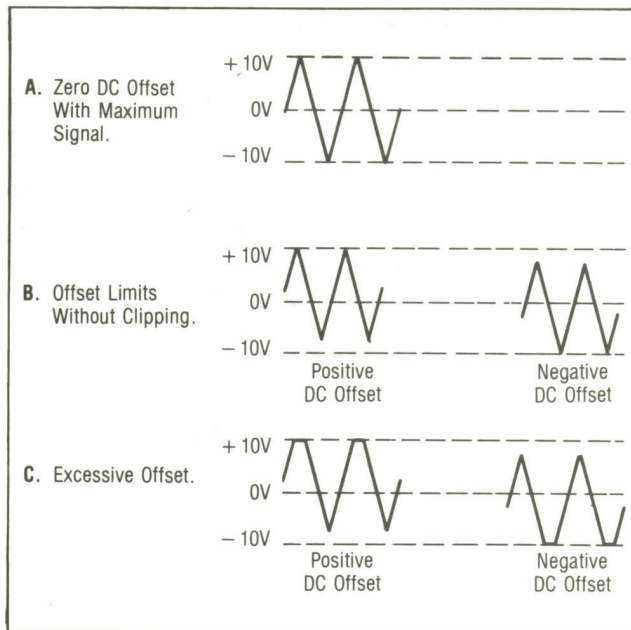 A. Zero DC Offset
With Maximum
Signal.
+ 10V
0V
– 10V
B. Offset Limits
Without Clipping.
+ 10V
0V
– 10V
Positive
DC Offset
Negative
DC Offset
C. Excessive Offset.
+ 10V
0V
– 10V
Positive
DC Offset
Negative
DC Offset